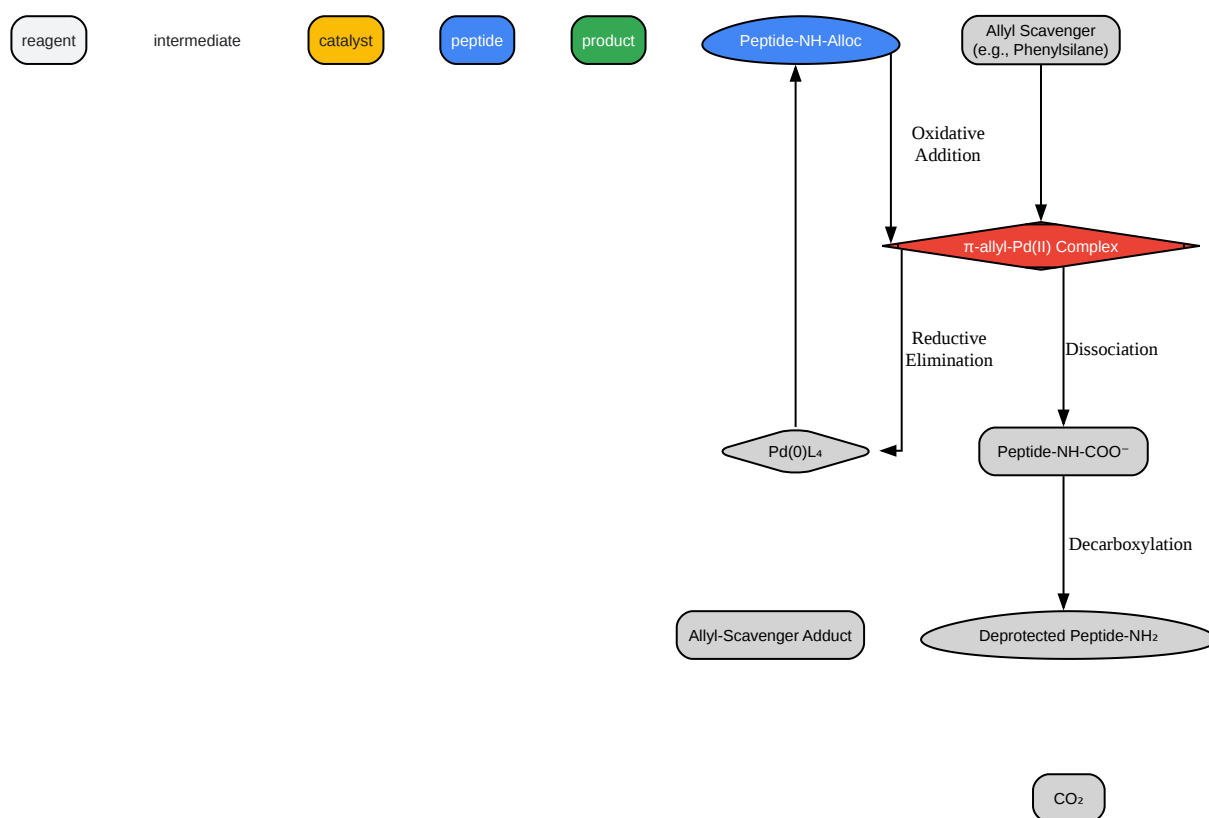 reagent
intermediate
catalyst
peptide
product
Peptide-NH-Alloc
Allyl Scavenger
(e.g., Phenylsilane)
Oxidative
Addition
π-allyl-Pd(II) Complex
Reductive
Elimination
Dissociation
Pd(0)L₄
Peptide-NH-COO⁻
Decarboxylation
Allyl-Scavenger Adduct
Deprotected Peptide-NH₂
CO₂